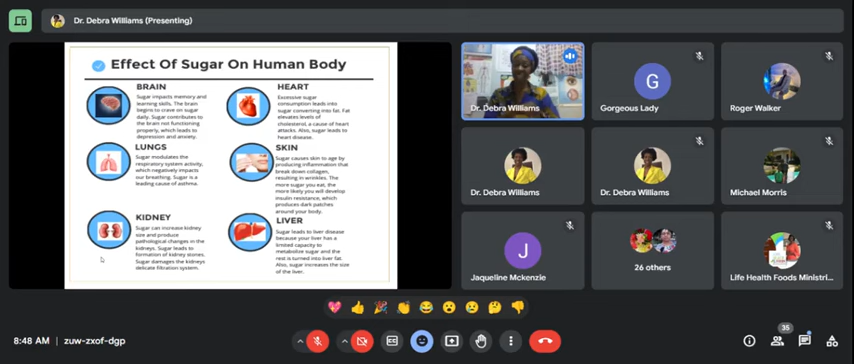 Dr. Debra Williams (Presenting)
Effect Of Sugar On Human Body
BRAIN
Sugar impacts memory and
learning skills. The brain
begins to crave on sugar
daily. Sugar contributes to
the brain not functioning
properly, which leads to
depression and anxiety.
HEART
Excessive sugar
consumption leads into
sugar converting into fat. Fat
elevates levels of
cholesterol, a cause of heart
attacks. Also, sugar leads to
heart disease.
LUNGS
Sugar modulates the
respiratory system activity,
which negatively impacts
our breathing. Sugar is a
leading cause of asthma.
SKIN
Sugar causes skin to age by
producing inflammation that
break down collagen,
resulting in wrinkles. The
more sugar you eat, the
more likely you will develop
insulin resistance, which
produces dark patches
around your body.
KIDNEY
Sugar can increase kidney
size and produce
pathological changes in the
kidneys. Sugar leads to
formation of kidney stones.
Sugar damages the kidneys
delicate filtration system.
LIVER
Sugar leads to liver disease
because your liver has a
limited capacity to
metabolize sugar and the
rest is turned into liver fat.
Also, sugar increases the size
of the liver.
Dr. Debra Williams
G
Gorgeous Lady
Roger Walker
Dr. Debra Williams
Dr. Debra Williams
Michael Morris
J
Jaqueline Mckenzie
26 others
Life Health Foods Ministri...
8:48 AM | zuw-zxof-dgp
CC
35